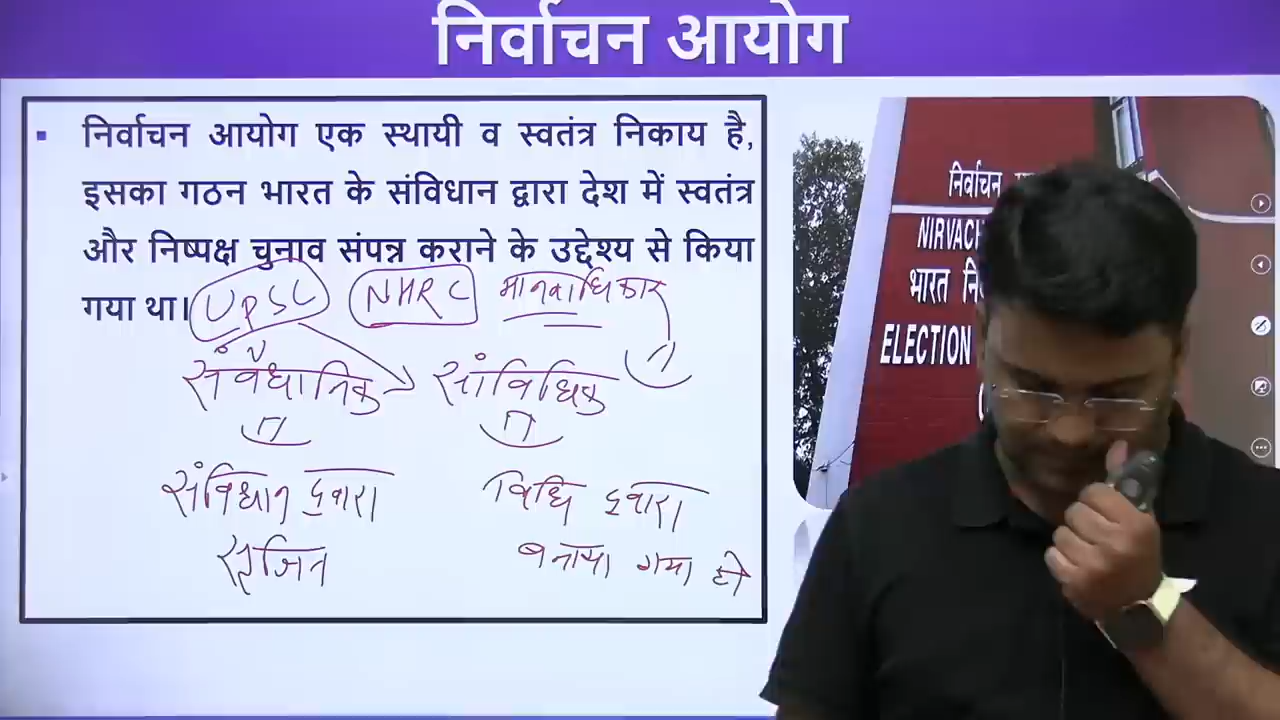 निर्वाचन आयोग
▪ निर्वाचन आयोग एक स्थायी व स्वतंत्र निकाय है,
इसका गठन भारत के संविधान द्वारा देश में स्वतंत्र
और निष्पक्ष चुनाव संपन्न कराने के उद्देश्य से किया
गया था।
UPSC NHRC मानवाधिकार
संवैधानिक सांविधिक
संविधान द्वारा विधि द्वारा
सृजित बनाया गया हो
निर्वाचन
NIRVACH
भारत नि
ELECTION